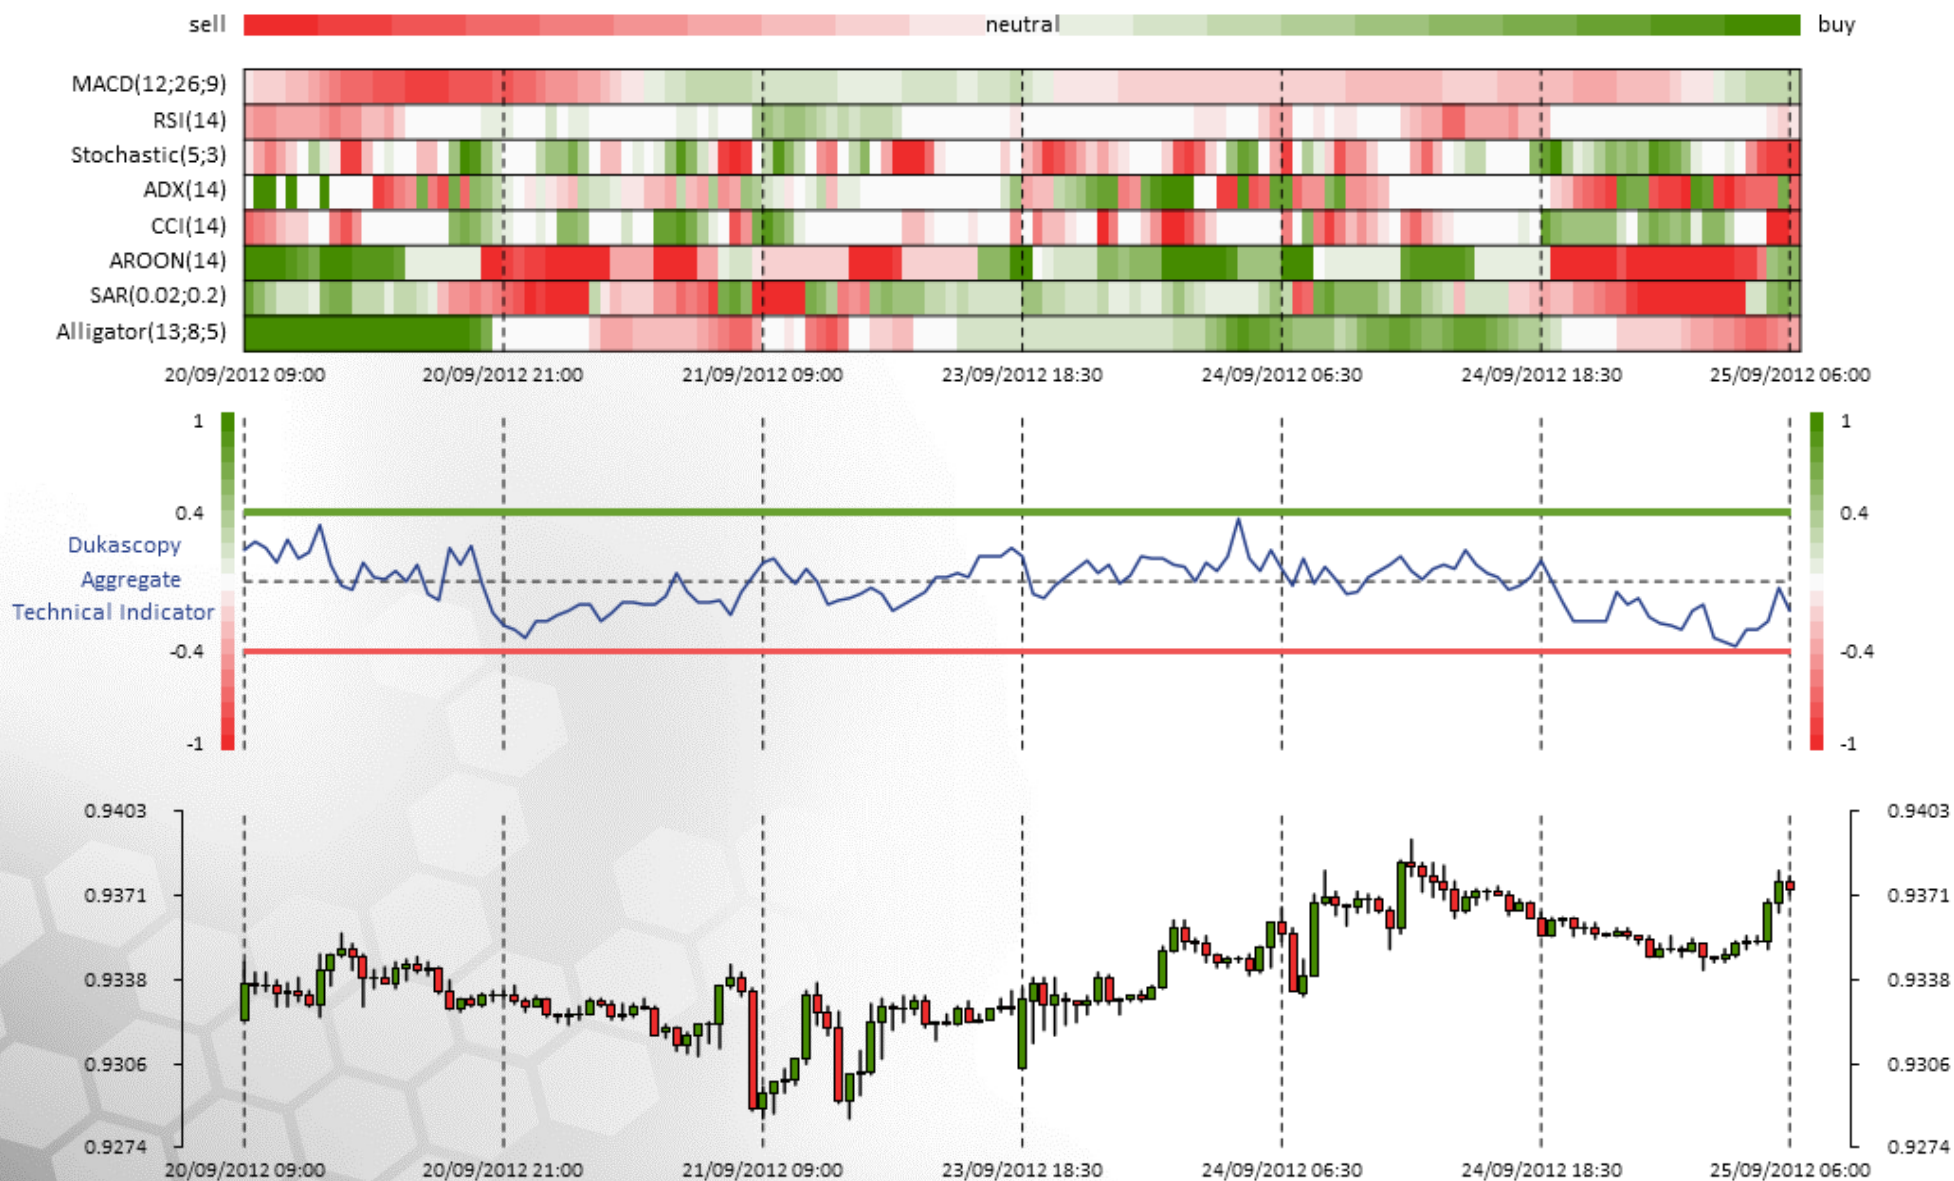 sell neutral buy
MACD(12;26;9)
RSI(14)
Stochastic(5;3)
ADX(14)
CCI(14)
AROON(14)
SAR(0.02;0.2)
Alligator(13;8;5)
20/09/2012 09:00 20/09/2012 21:00 21/09/2012 09:00 23/09/2012 18:30 24/09/2012 06:30 24/09/2012 18:30 25/09/2012 06:00
1 1
0.4 0.4
Dukascopy
Aggregate
Technical Indicator
-0.4 -0.4
-1 -1
0.9403 0.9403
0.9371 0.9371
0.9338 0.9338
0.9306 0.9306
0.9274 0.9274
20/09/2012 09:00 20/09/2012 21:00 21/09/2012 09:00 23/09/2012 18:30 24/09/2012 06:30 24/09/2012 18:30 25/09/2012 06:00